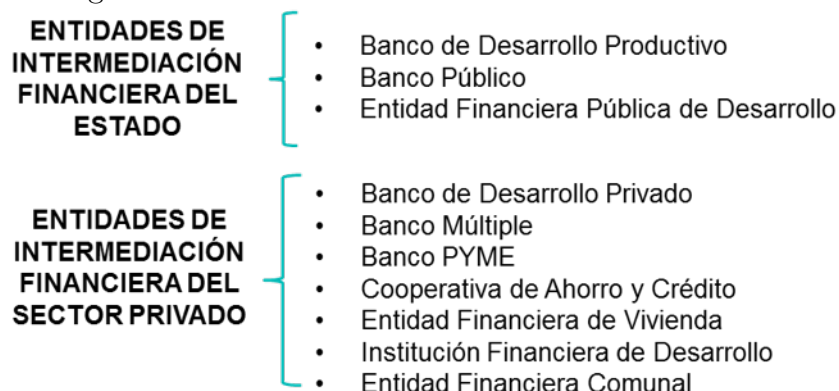 ENTIDADES DE
INTERMEDIACIÓN
FINANCIERA DEL
ESTADO
• Banco de Desarrollo Productivo
• Banco Público
• Entidad Financiera Pública de Desarrollo
ENTIDADES DE
INTERMEDIACIÓN
FINANCIERA DEL
SECTOR PRIVADO
• Banco de Desarrollo Privado
• Banco Múltiple
• Banco PYME
• Cooperativa de Ahorro y Crédito
• Entidad Financiera de Vivienda
• Institución Financiera de Desarrollo
• Entidad Financiera Comunal